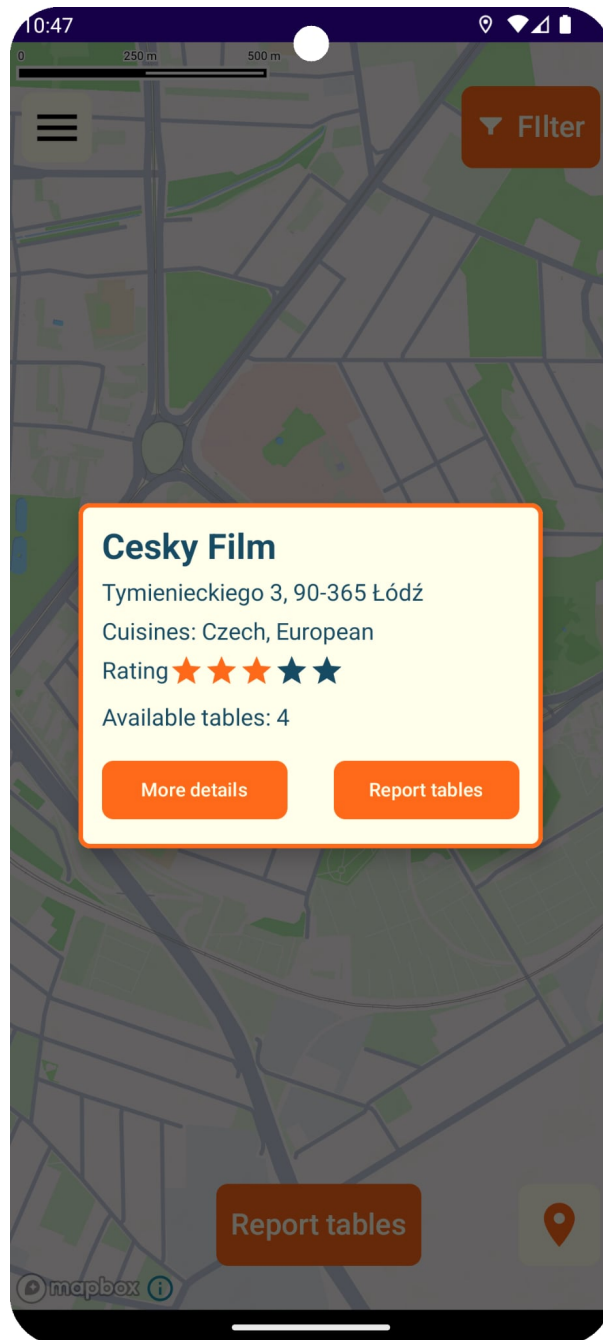 10:47
0 250 m 500 m
FIlter
Cesky Film
Tymienieckiego 3, 90-365 Łódź
Cuisines: Czech, European
Rating
Available tables: 4
More details Report tables
Report tables
mapbox